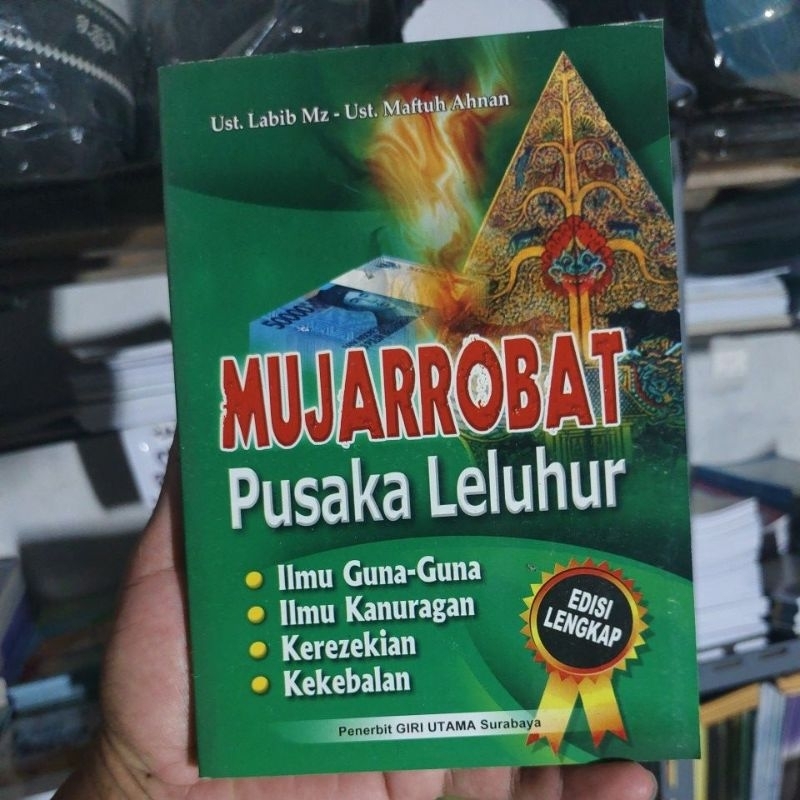 Ust. Labib Mz - Ust. Maftuh Ahnan
50000
MUJARROBAT
Pusaka Leluhur
Ilmu Guna-Guna
Ilmu Kanuragan
Kerezekian
Kekebalan
EDISI
LENGKAP
Penerbit GIRI UTAMA Surabaya